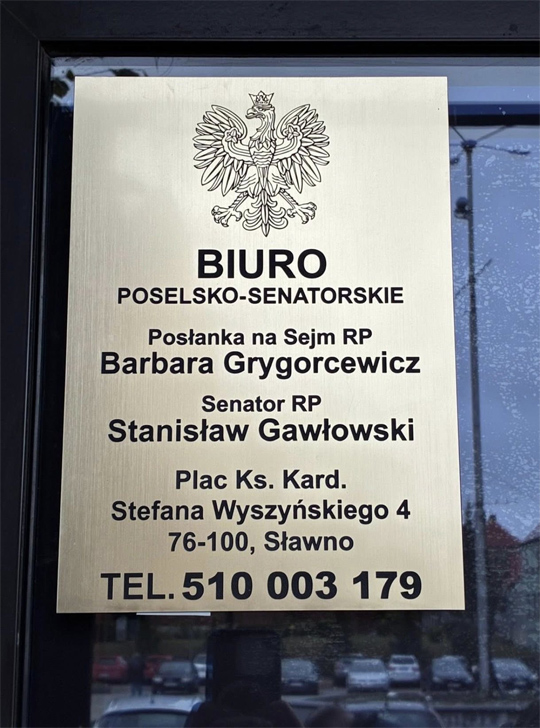 BIURO
POSELSKO-SENATORSKIE
Posłanka na Sejm RP
Barbara Grygorcewicz
Senator RP
Stanisław Gawłowski
Plac Ks. Kard.
Stefana Wyszyńskiego 4
76-100, Sławno
TEL. 510 003 179